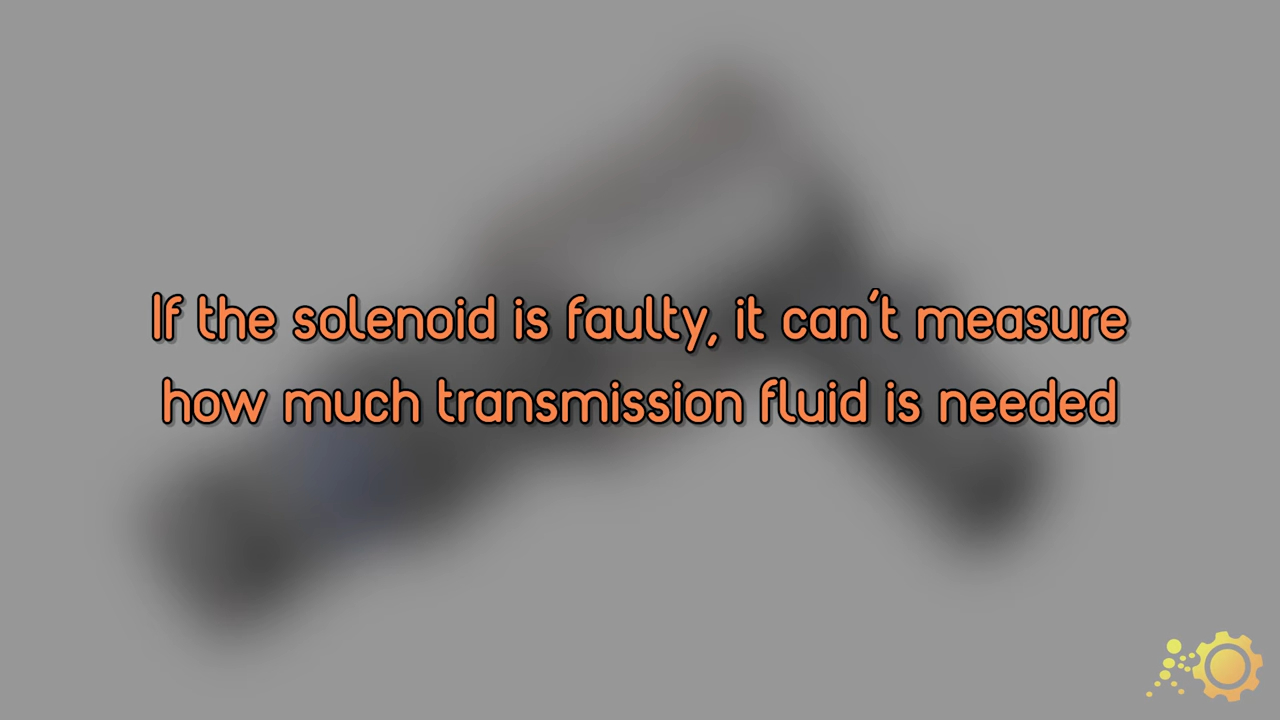 If the solenoid is faulty, it can't measure
how much transmission fluid is needed